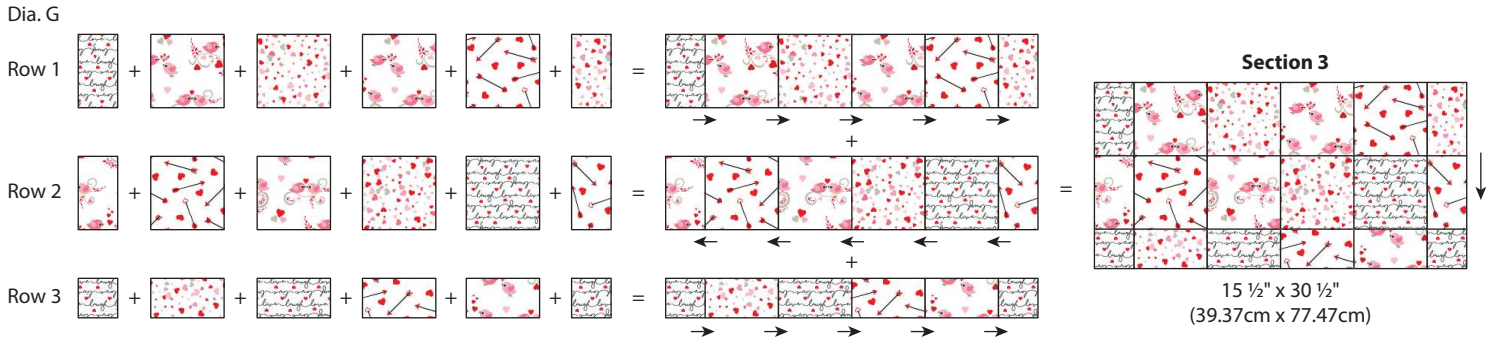 Dia. G
Row 1 + + + + + =
+
Section 3
Row 2 + + + + + = =
+
Row 3 + + + + + =
15 ½" x 30 ½"
(39.37cm x 77.47cm)